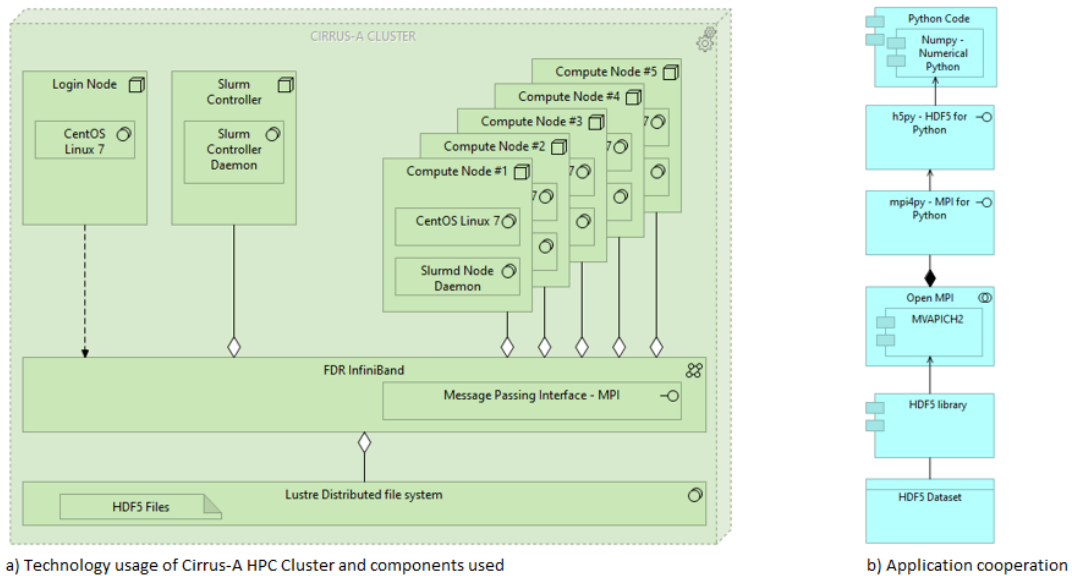 CIRRUS-A CLUSTER
Login Node
CentOS
Linux 7
Slurm
Controller
Slurm
Controller
Daemon
Compute Node #5
Compute Node #4
Compute Node #3
Compute Node #2
Compute Node #1
7
7
7
7
CentOS Linux 7
Slurmd Node
Daemon
FDR InfiniBand
Message Passing Interface - MPI
Lustre Distributed file system
HDF5 Files
a) Technology usage of Cirrus-A HPC Cluster and components used
Python Code
Numpy -
Numerical
Python
h5py - HDF5 for
Python
mpi4py - MPI for
Python
Open MPI
MVAPICH2
HDF5 library
HDF5 Dataset
b) Application cooperation